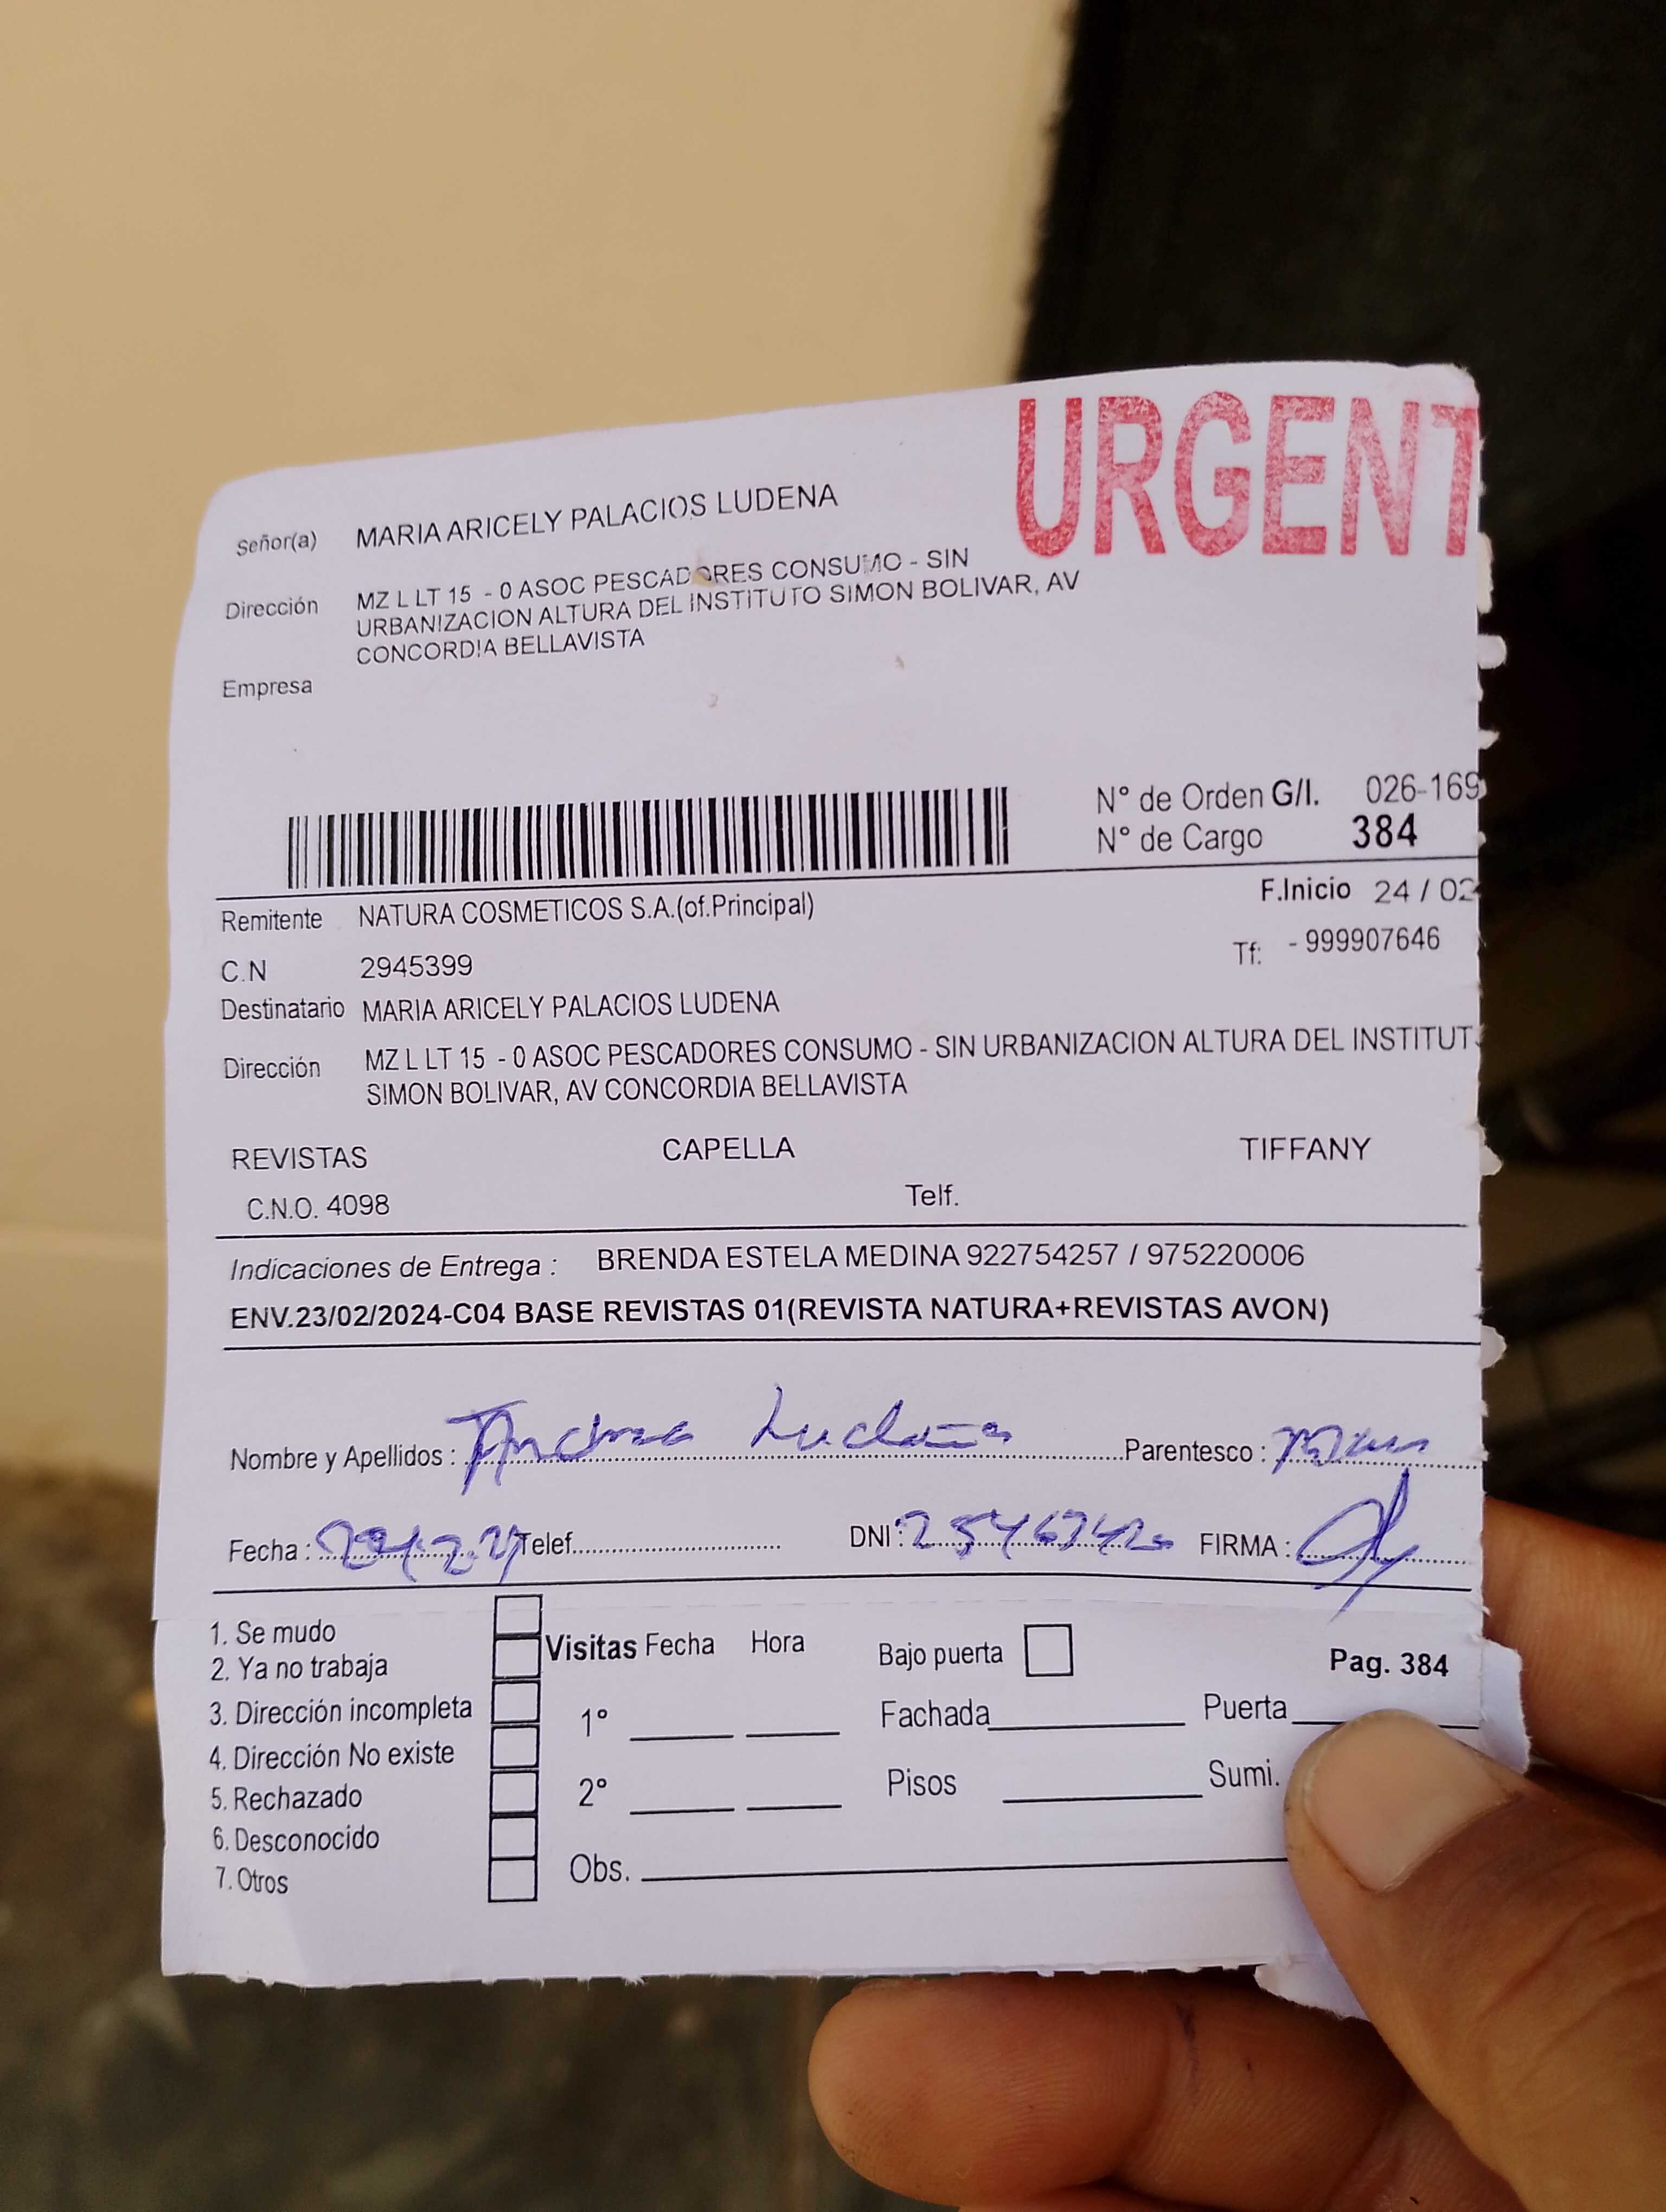 URGENT
Señor(a) MARIA ARICELY PALACIOS LUDENA
Dirección MZ L LT 15 - 0 ASOC PESCADORES CONSUMO - SIN
URBANIZACION ALTURA DEL INSTITUTO SIMON BOLIVAR, AV
CONCORDIA BELLAVISTA
Empresa
N° de Orden G/I. 026-169
N° de Cargo 384
F.Inicio 24 / 02
Remitente NATURA COSMETICOS S.A.(of.Principal)
Tf: - 999907646
C.N 2945399
Destinatario MARIA ARICELY PALACIOS LUDENA
Dirección MZ L LT 15 - 0 ASOC PESCADORES CONSUMO - SIN URBANIZACION ALTURA DEL INSTITUT
SIMON BOLIVAR, AV CONCORDIA BELLAVISTA
REVISTAS CAPELLA TIFFANY
C.N.O. 4098 Telf.
Indicaciones de Entrega : BRENDA ESTELA MEDINA 922754257 / 975220006
ENV.23/02/2024-C04 BASE REVISTAS 01(REVISTA NATURA+REVISTAS AVON)
Nombre y Apellidos : Ludeña Parentesco :
Fecha : Telef. DNI : FIRMA :
1. Se mudo
2. Ya no trabaja
3. Dirección incompleta
4. Dirección No existe
5. Rechazado
6. Desconocido
7. Otros
Visitas Fecha Hora
1°
2°
Obs.
Bajo puerta
Pag. 384
Fachada Puerta
Pisos Sumi.